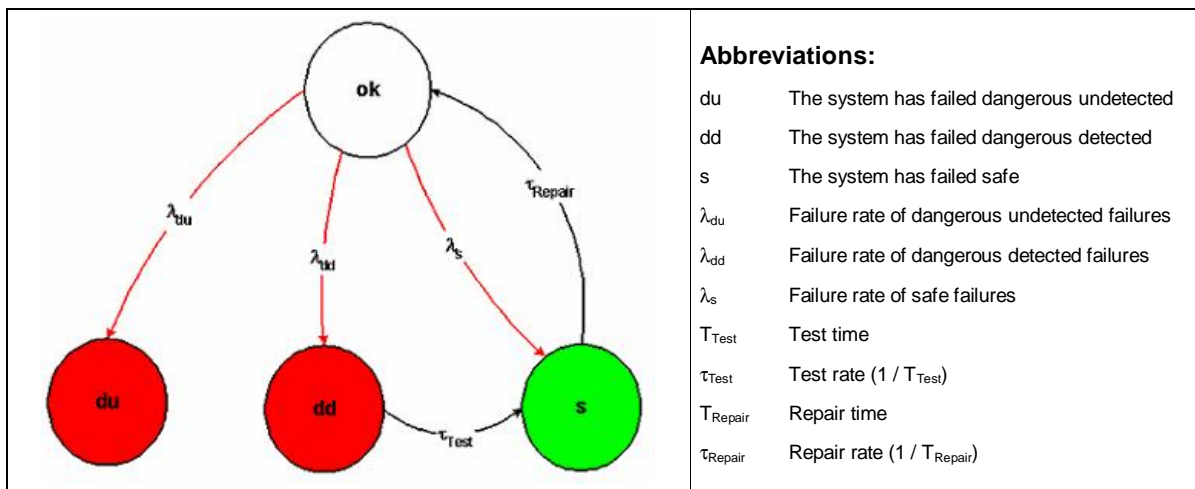 ok
τRepair
λdu
λdd
λs
du
dd
s
τTest
Abbreviations:
du The system has failed dangerous undetected
dd The system has failed dangerous detected
s The system has failed safe
λdu Failure rate of dangerous undetected failures
λdd Failure rate of dangerous detected failures
λs Failure rate of safe failures
TTest Test time
τTest Test rate (1 / TTest)
TRepair Repair time
τRepair Repair rate (1 / TRepair)